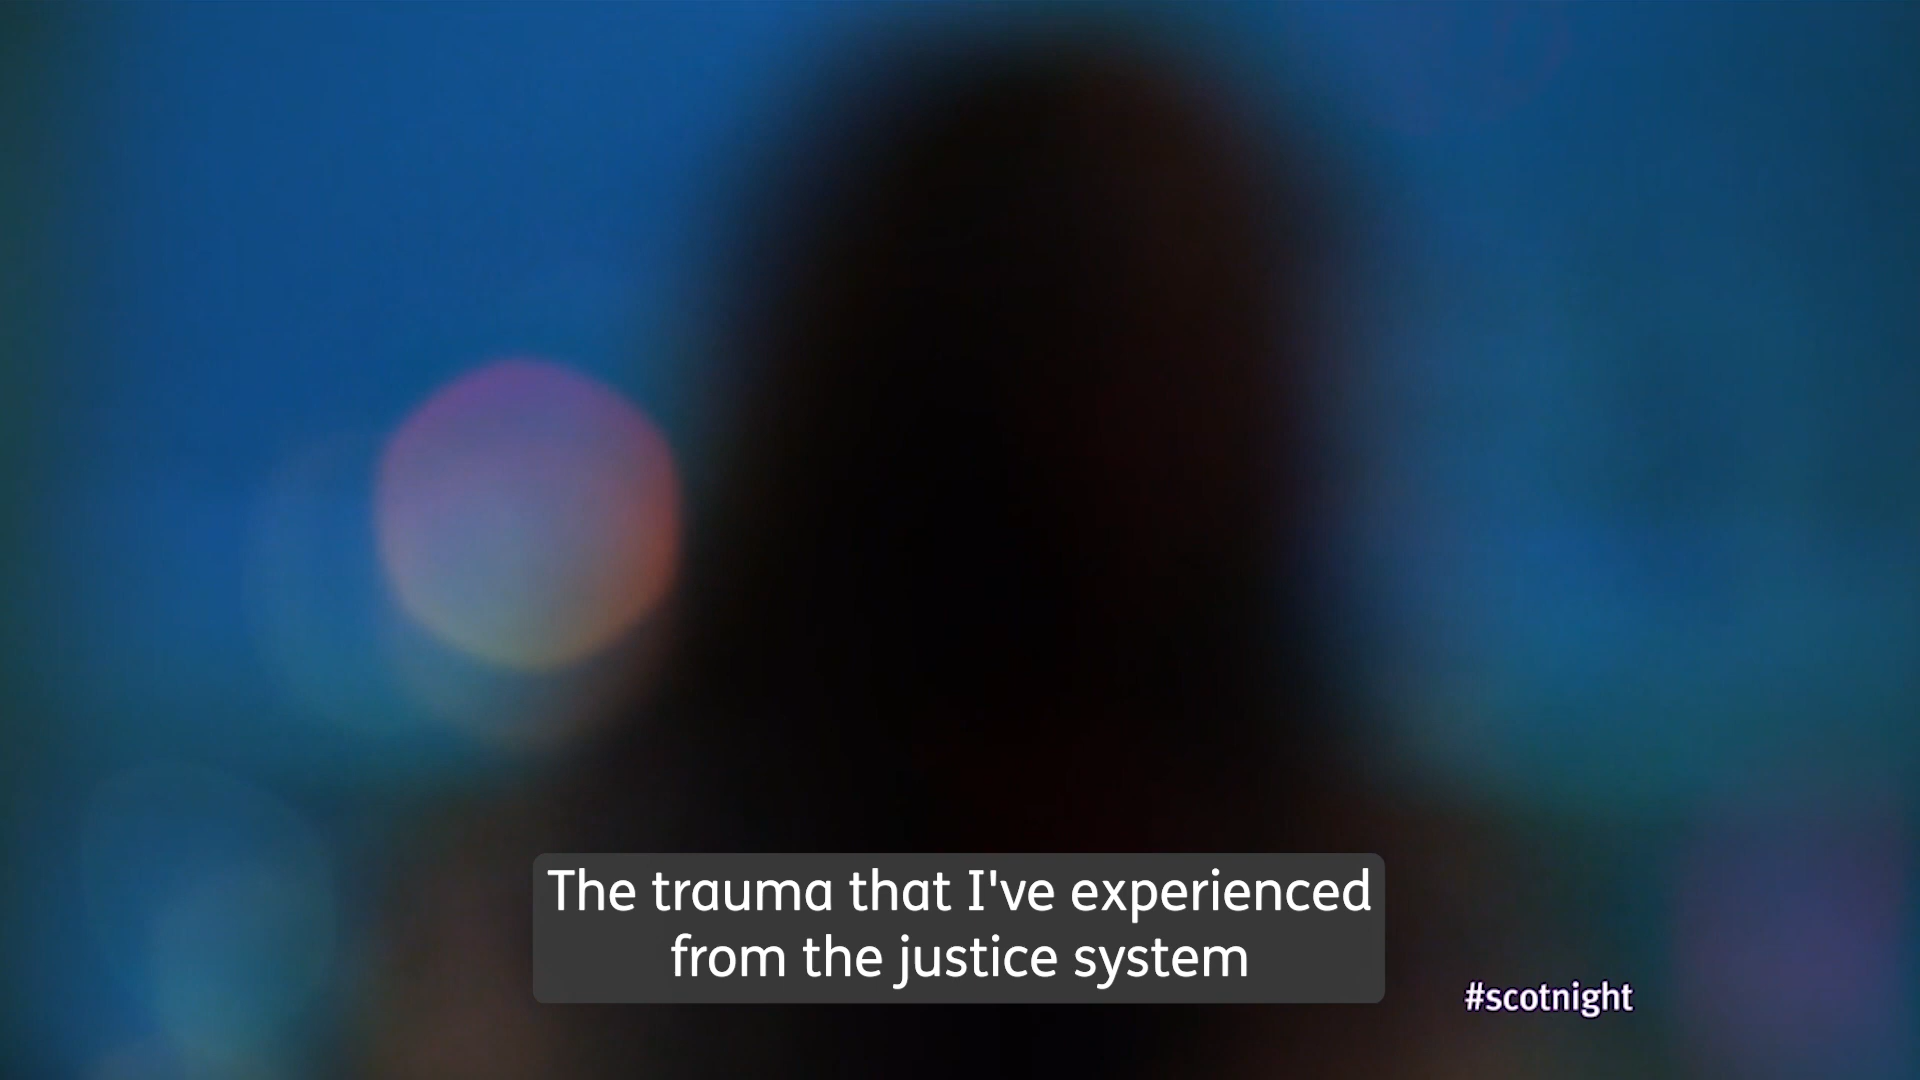 The trauma that I've experienced
from the justice system
#scotnight